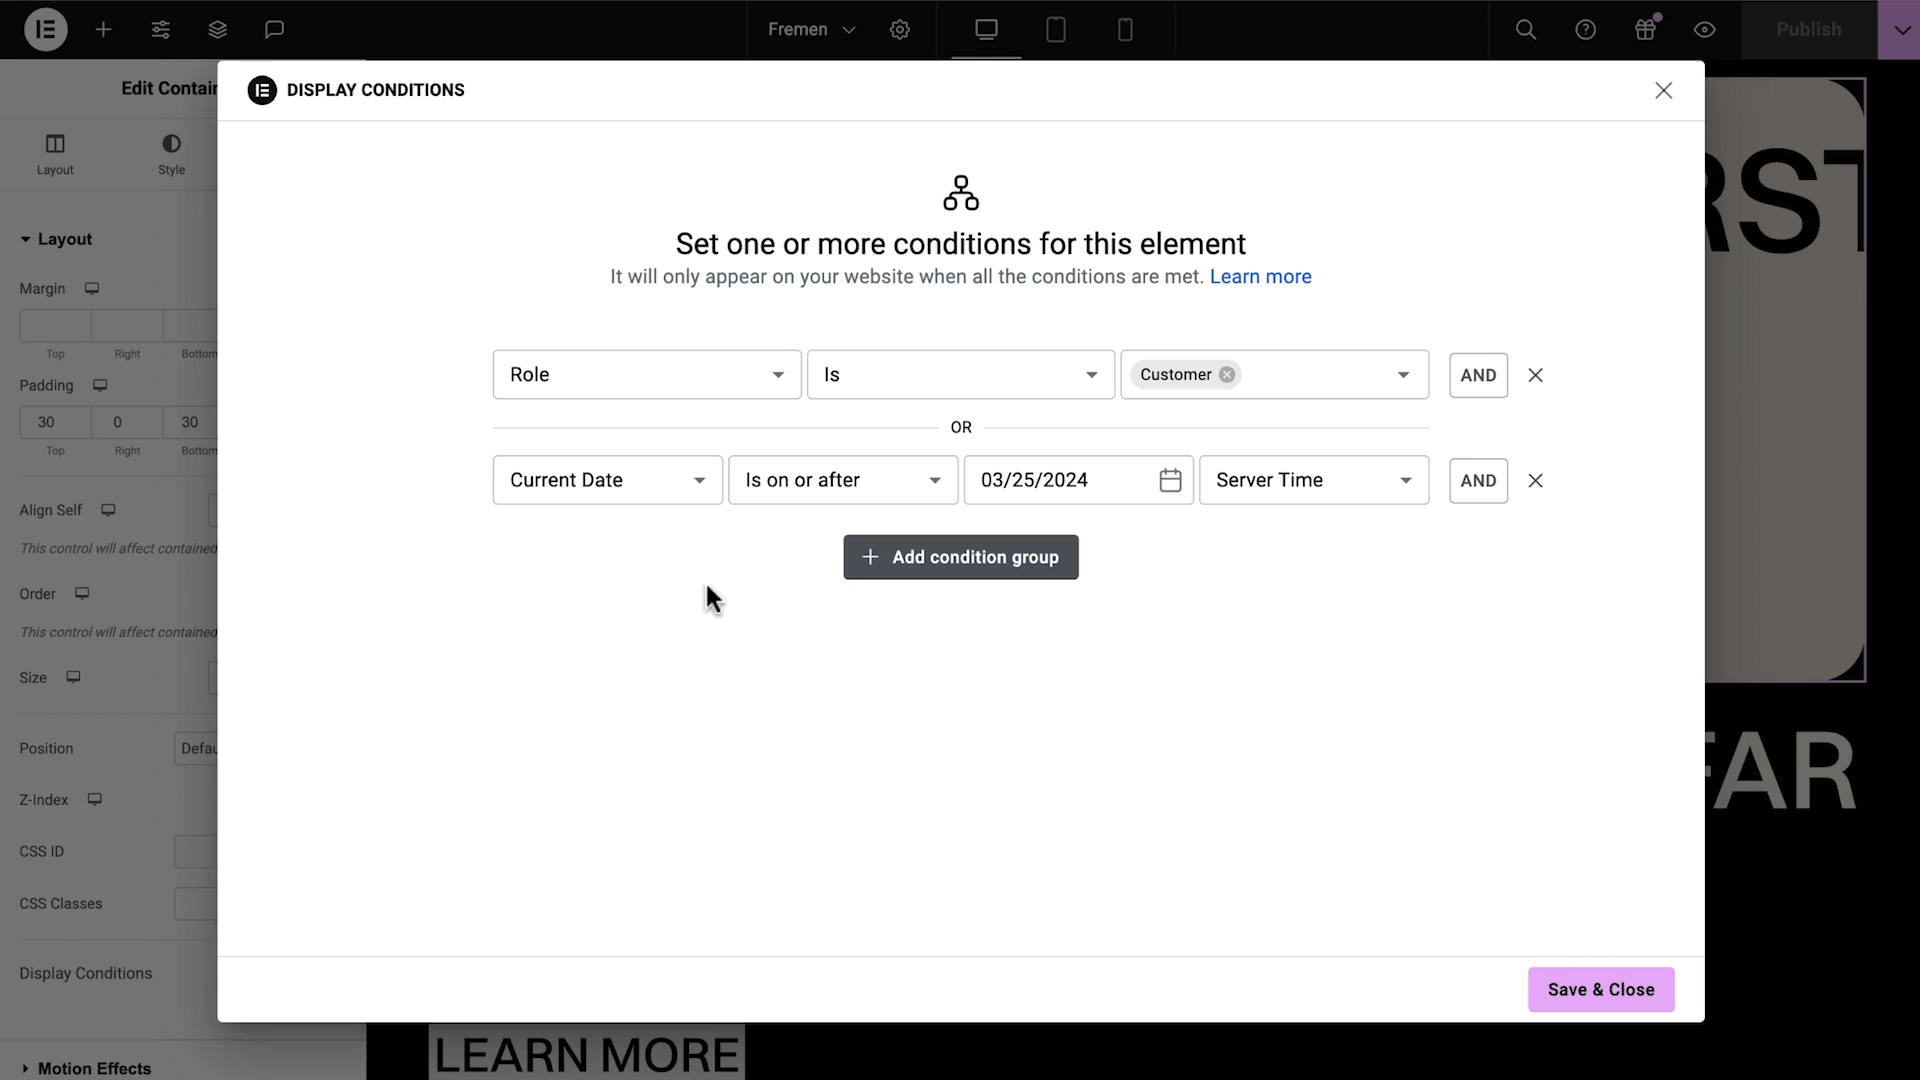 Fremen
Publish
Edit Contain
DISPLAY CONDITIONS
Layout
Style
Set one or more conditions for this element
It will only appear on your website when all the conditions are met. Learn more
Layout
Margin
Top Right Bottom
Padding
30 0 30
Top Right Bottom
Align Self
This control will affect contained
Order
This control will affect contained
Size
Position
Defau
Z-Index
CSS ID
CSS Classes
Display Conditions
Motion Effects
Role Is Customer AND
OR
Current Date Is on or after 03/25/2024 Server Time AND
Add condition group
Save & Close
RST
FAR
LEARN MORE